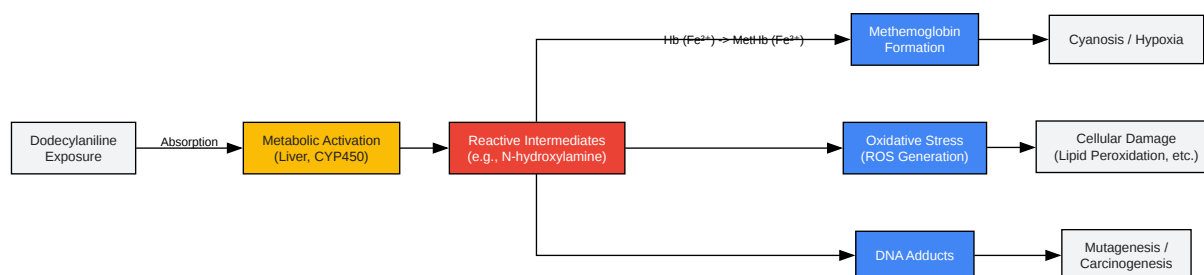 Dodecylaniline
Exposure
Absorption
Metabolic Activation
(Liver, CYP450)
Reactive Intermediates
(e.g., N-hydroxylamine)
Hb (Fe²⁺) -> MetHb (Fe³⁺)
Methemoglobin
Formation
Cyanosis / Hypoxia
Oxidative Stress
(ROS Generation)
Cellular Damage
(Lipid Peroxidation, etc.)
DNA Adducts
Mutagenesis /
Carcinogenesis